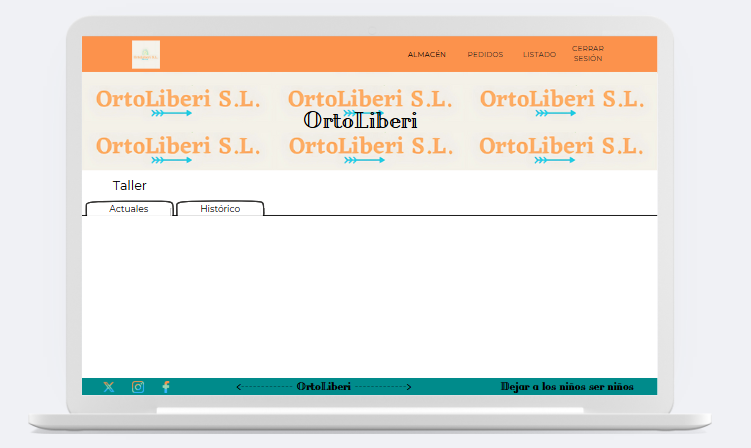 ALMACÉN PEDIDOS LISTADO CERRAR SESIÓN
OrtoLiberi S.L. OrtoLiberi S.L. OrtoLiberi S.L.
OrtoLiberi
OrtoLiberi S.L. OrtoLiberi S.L. OrtoLiberi S.L.
Taller
Actuales Histórico
<------------- OrtoLiberi ------------->
Dejar a los niños ser niños